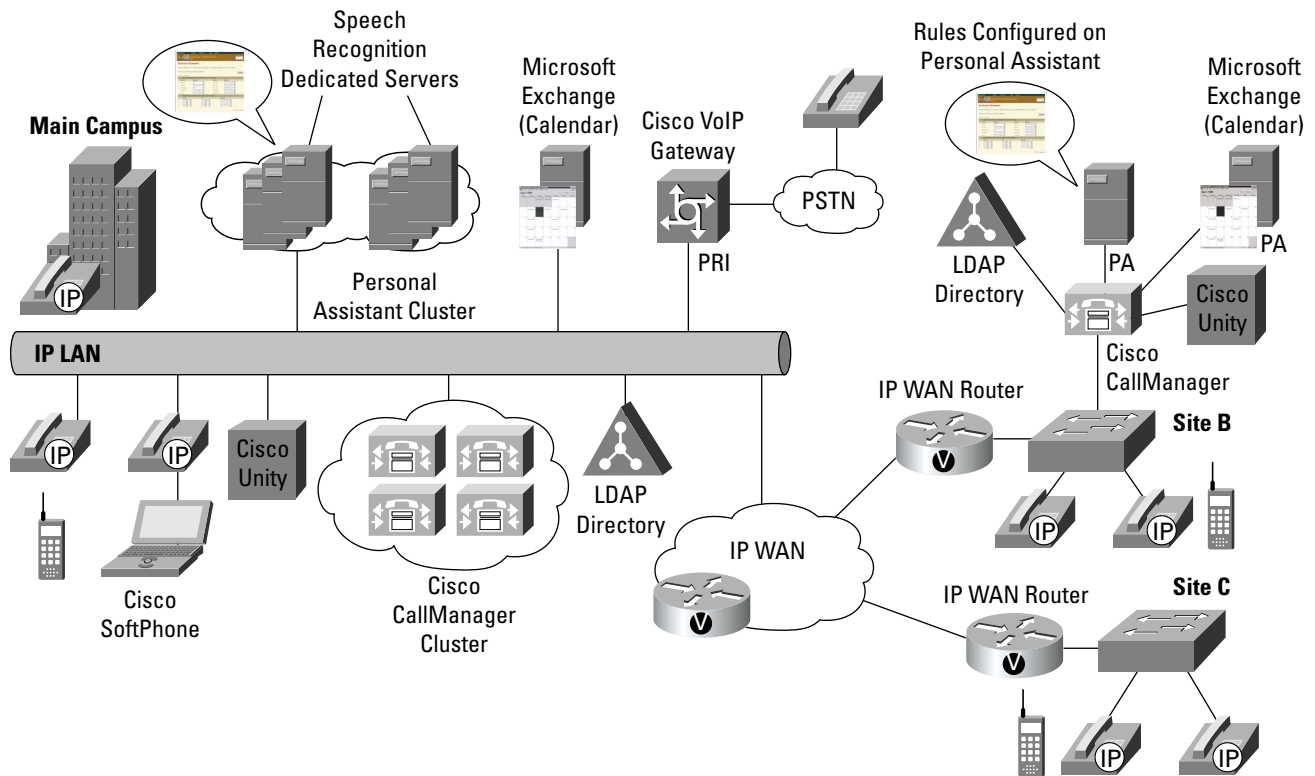 Speech
Recognition
Dedicated Servers
Rules Configured on
Personal Assistant
Microsoft
Exchange
(Calendar)
Microsoft
Exchange
(Calendar)
Main Campus
Cisco VoIP
Gateway
PSTN
PRI
PA
PA
LDAP
Directory
Cisco
Unity
Personal
Assistant Cluster
IP
IP LAN
Cisco
CallManager
IP WAN Router
Site B
V
IP
IP
Cisco
Unity
LDAP
Directory
IP
IP
IP WAN
V
Cisco
SoftPhone
Cisco
CallManager
Cluster
IP WAN Router
Site C
V
IP
IP